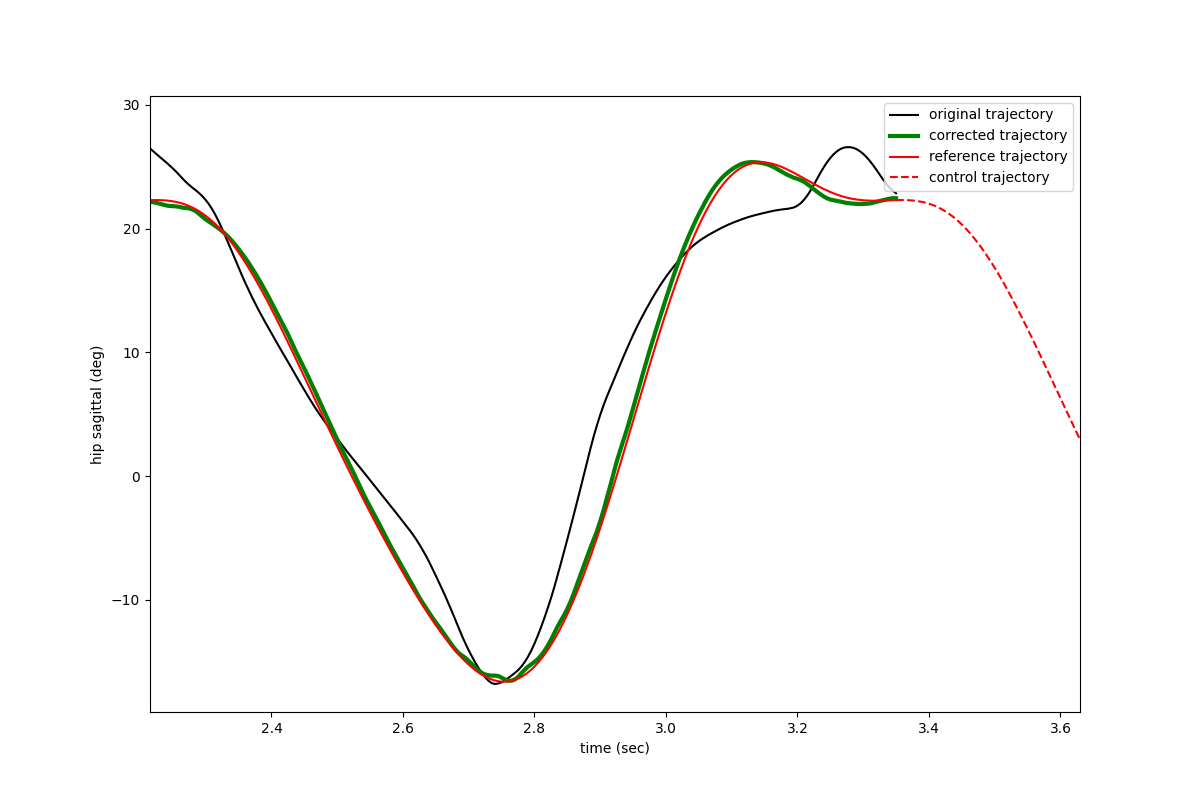 original trajectory
corrected trajectory
reference trajectory
control trajectory
30
20
10
0
−10
hip sagittal (deg)
2.4 2.6 2.8 3.0 3.2 3.4 3.6
time (sec)